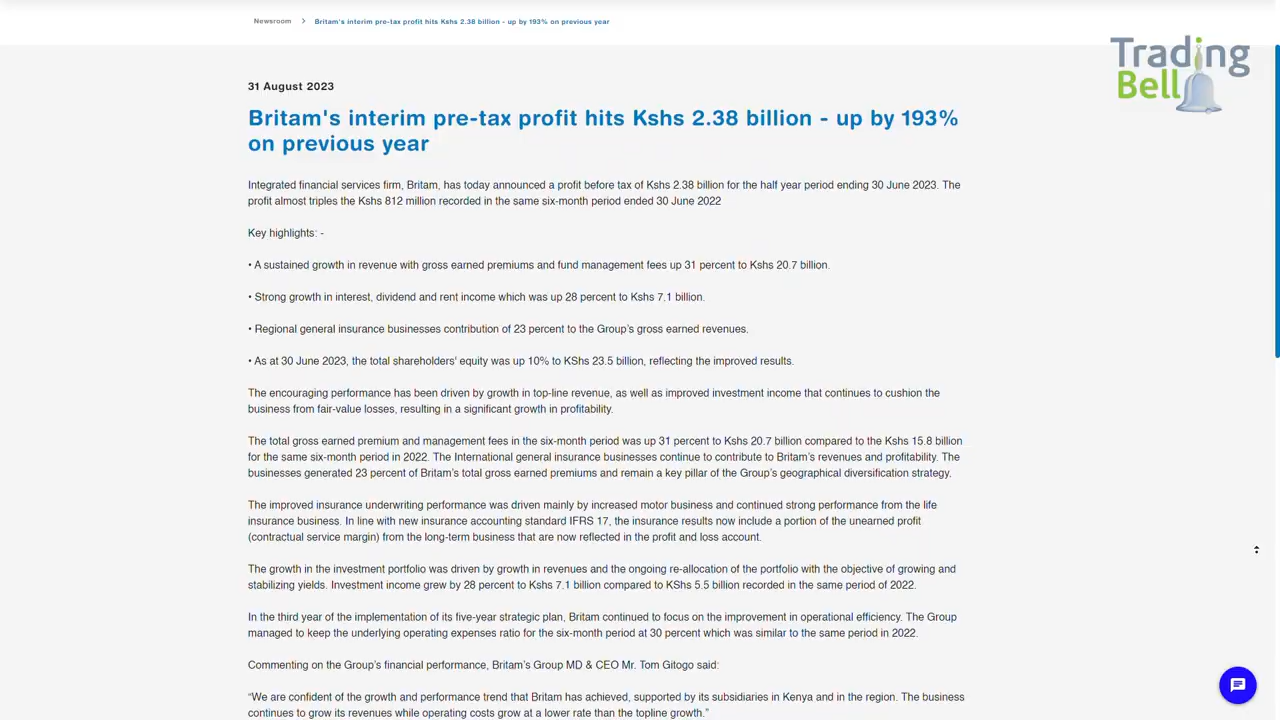 Newsroom > Britam's interim pre-tax profit hits Kshs 2.38 billion - up by 193% on previous year
Trading
Bell
31 August 2023
Britam's interim pre-tax profit hits Kshs 2.38 billion - up by 193%
on previous year
Integrated financial services firm, Britam, has today announced a profit before tax of Kshs 2.38 billion for the half year period ending 30 June 2023. The
profit almost triples the Kshs 812 million recorded in the same six-month period ended 30 June 2022
Key highlights: -
• A sustained growth in revenue with gross earned premiums and fund management fees up 31 percent to Kshs 20.7 billion.
• Strong growth in interest, dividend and rent income which was up 28 percent to Kshs 7.1 billion.
• Regional general insurance businesses contribution of 23 percent to the Group's gross earned revenues.
• As at 30 June 2023, the total shareholders' equity was up 10% to KShs 23.5 billion, reflecting the improved results.
The encouraging performance has been driven by growth in top-line revenue, as well as improved investment income that continues to cushion the
business from fair-value losses, resulting in a significant growth in profitability.
The total gross earned premium and management fees in the six-month period was up 31 percent to Kshs 20.7 billion compared to the Kshs 15.8 billion
for the same six-month period in 2022. The International general insurance businesses continue to contribute to Britam's revenues and profitability. The
businesses generated 23 percent of Britam's total gross earned premiums and remain a key pillar of the Group's geographical diversification strategy.
The improved insurance underwriting performance was driven mainly by increased motor business and continued strong performance from the life
insurance business. In line with new insurance accounting standard IFRS 17, the insurance results now include a portion of the unearned profit
(contractual service margin) from the long-term business that are now reflected in the profit and loss account.
The growth in the investment portfolio was driven by growth in revenues and the ongoing re-allocation of the portfolio with the objective of growing and
stabilizing yields. Investment income grew by 28 percent to Kshs 7.1 billion compared to KShs 5.5 billion recorded in the same period of 2022.
In the third year of the implementation of its five-year strategic plan, Britam continued to focus on the improvement in operational efficiency. The Group
managed to keep the underlying operating expenses ratio for the six-month period at 30 percent which was similar to the same period in 2022.
Commenting on the Group's financial performance, Britam's Group MD & CEO Mr. Tom Gitogo said:
“We are confident of the growth and performance trend that Britam has achieved, supported by its subsidiaries in Kenya and in the region. The business
continues to grow its revenues while operating costs grow at a lower rate than the topline growth.”